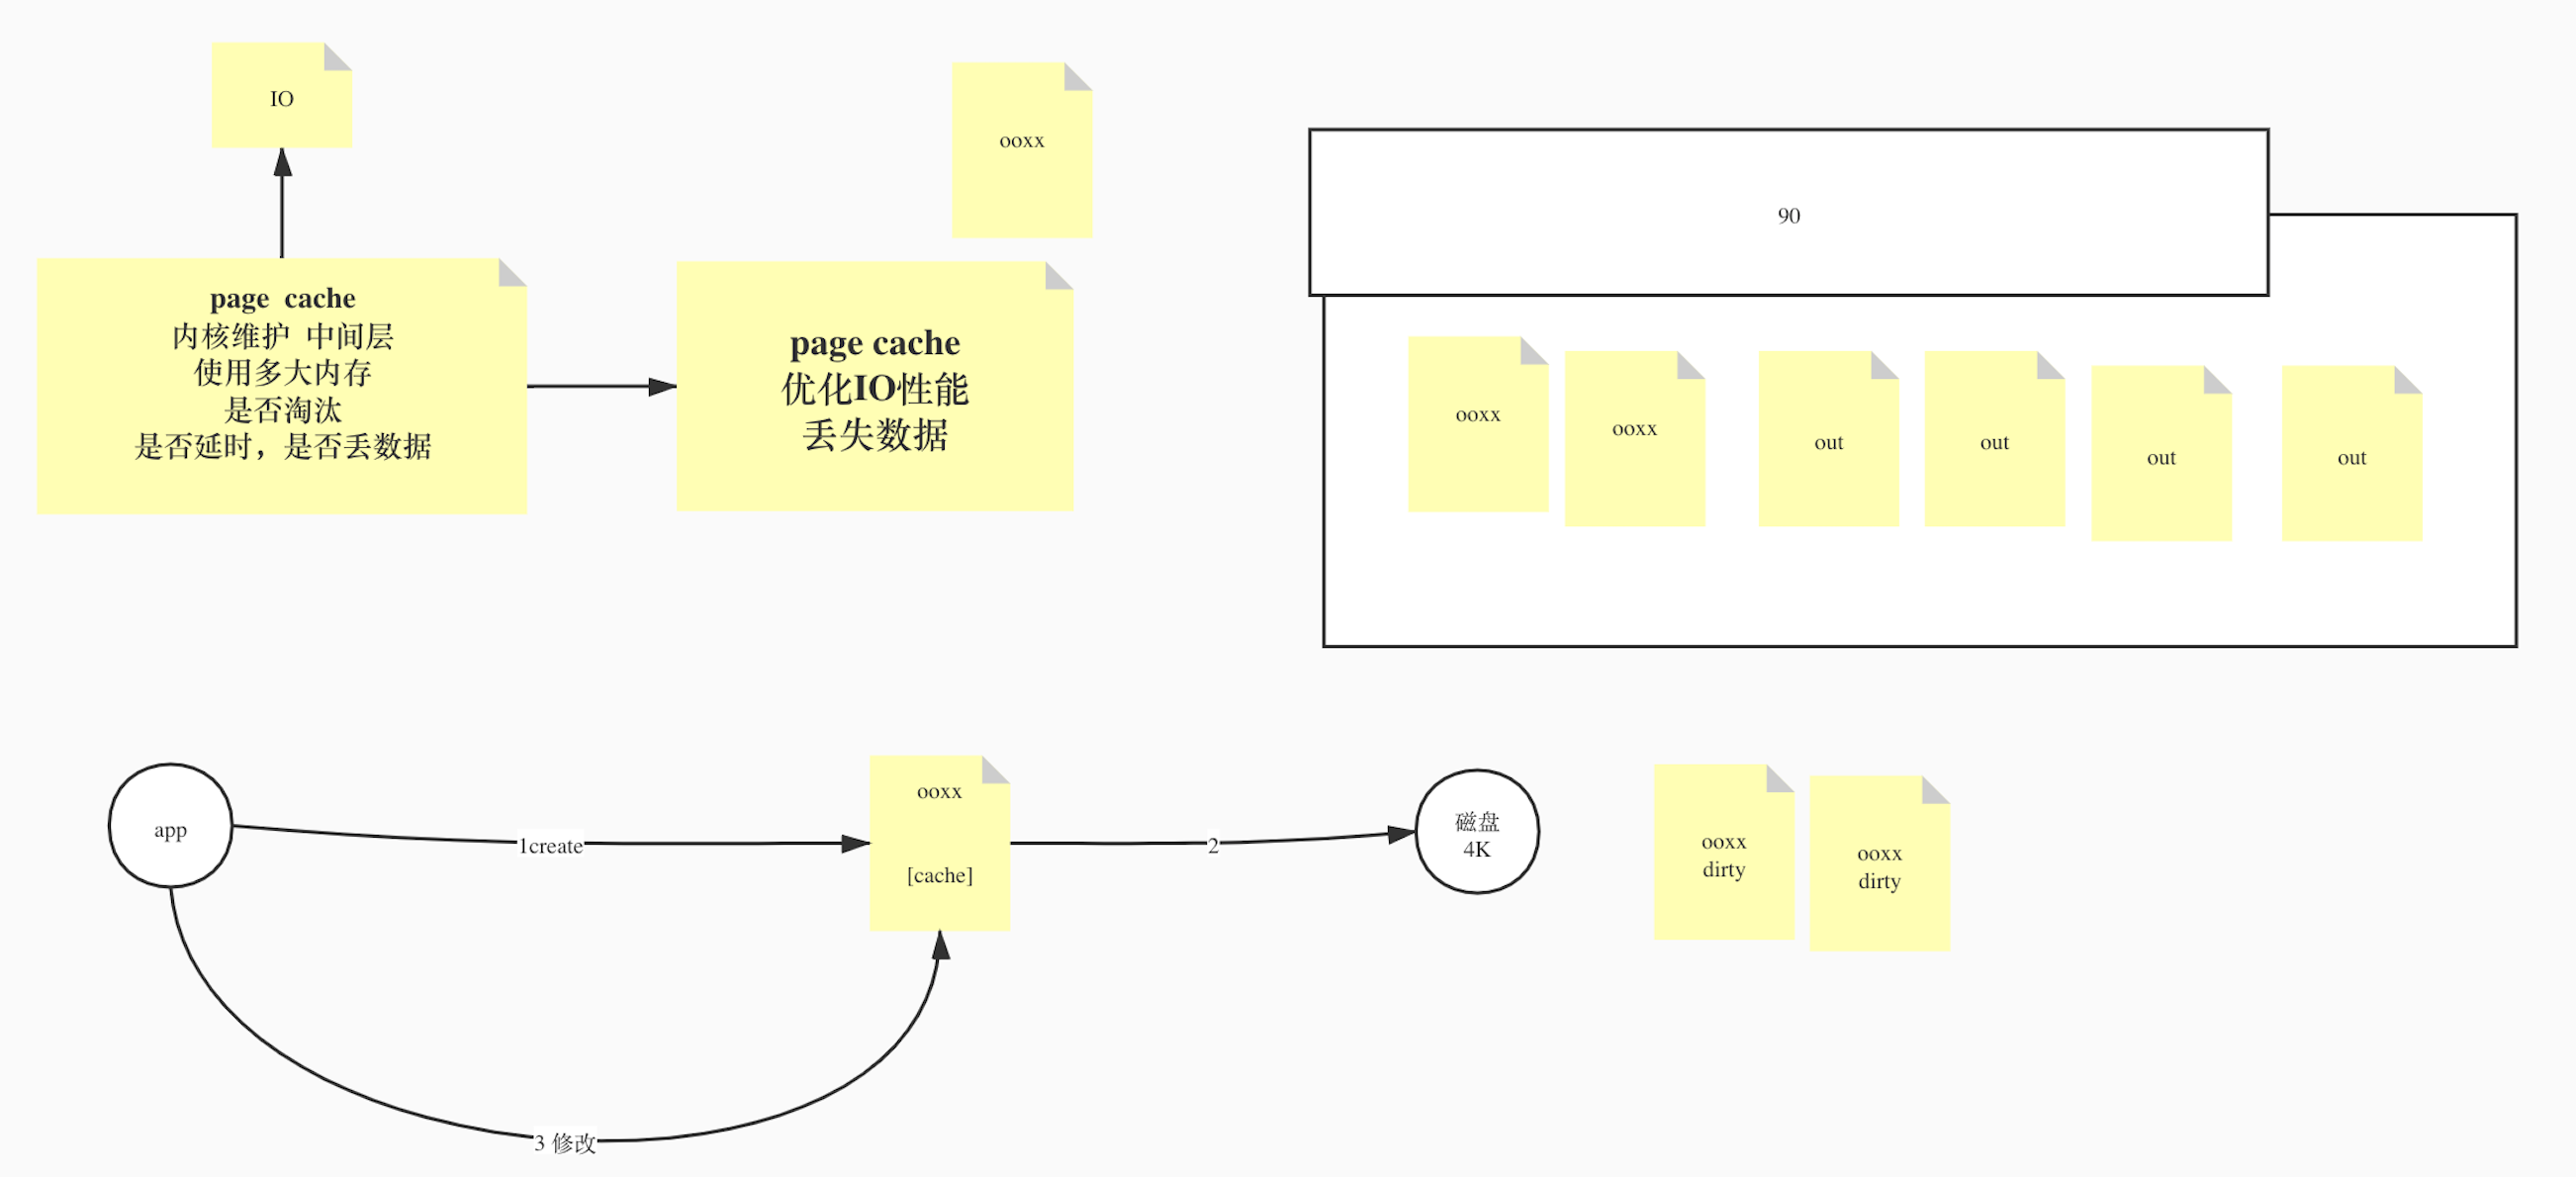 IO
ooxx
90
page cache
内核维护 中间层
使用多大内存
是否淘汰
是否延时，是否丢数据
page cache
优化IO性能
丢失数据
ooxx
ooxx
out
out
out
out
app
1create
ooxx
[cache]
2
磁盘
4K
ooxx
dirty
ooxx
dirty
3 修改